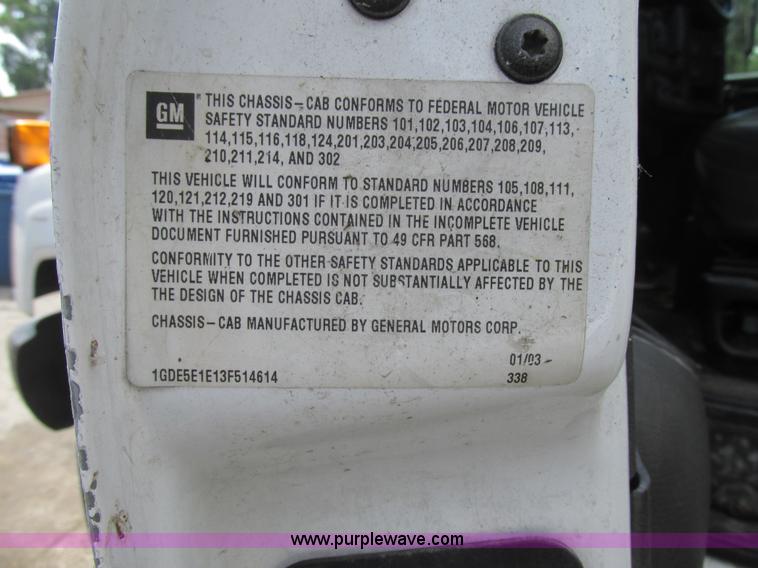 GM ® THIS CHASSIS-CAB CONFORMS TO FEDERAL MOTOR VEHICLE
SAFETY STANDARD NUMBERS 101,102,103,104,106,107,113,
114,115,116,118,124,201,203,204,205,206,207,208,209,
210,211,214, AND 302
THIS VEHICLE WILL CONFORM TO STANDARD NUMBERS 105,108,111,
120,121,212,219 AND 301 IF IT IS COMPLETED IN ACCORDANCE
WITH THE INSTRUCTIONS CONTAINED IN THE INCOMPLETE VEHICLE
DOCUMENT FURNISHED PURSUANT TO 49 CFR PART 568.
CONFORMITY TO THE OTHER SAFETY STANDARDS APPLICABLE TO THIS
VEHICLE WHEN COMPLETED IS NOT SUBSTANTIALLY AFFECTED BY THE
THE DESIGN OF THE CHASSIS CAB.
CHASSIS-CAB MANUFACTURED BY GENERAL MOTORS CORP.
01/03
1GDE5E1E13F514614 338
www.purplewave.com